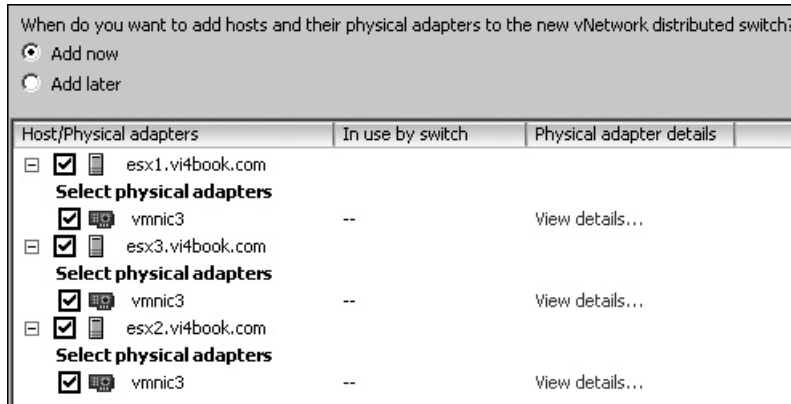 When do you want to add hosts and their physical adapters to the new vNetwork distributed switch?
Add now
Add later
Host/Physical adapters In use by switch Physical adapter details
esx1.vi4book.com
Select physical adapters
vmnic3 -- View details...
esx3.vi4book.com
Select physical adapters
vmnic3 -- View details...
esx2.vi4book.com
Select physical adapters
vmnic3 -- View details...